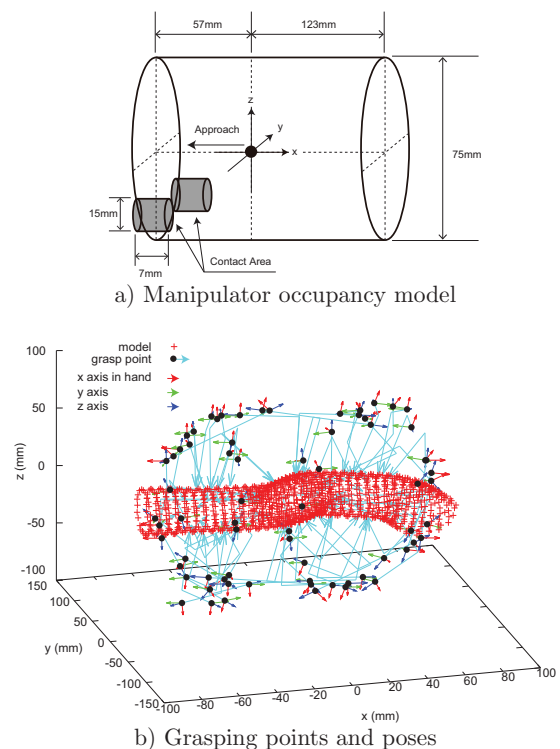 57mm
123mm
z
y
Approach
x
75mm
15mm
7mm
Contact Area
a) Manipulator occupancy model
100
50
0
-50
-100
z (mm)
model
grasp point
x axis in hand
y axis
z axis
150
100
50
0
-50
-100
-150
y (mm)
-100
-80
-60
-40
-20
0
20
40
60
80
100
x (mm)
b) Grasping points and poses